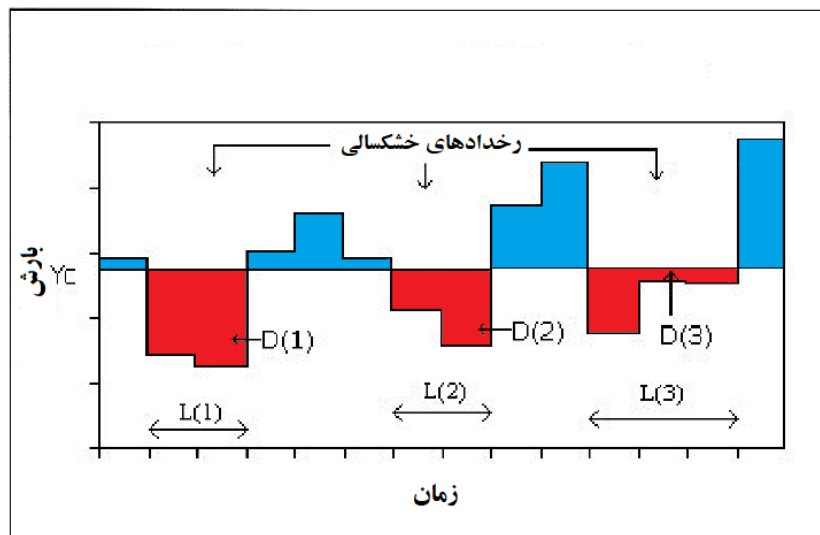 رخدادهای خشکسالی
بارش
Yc
D(1)
D(2)
D(3)
L(1)
L(2)
L(3)
زمان